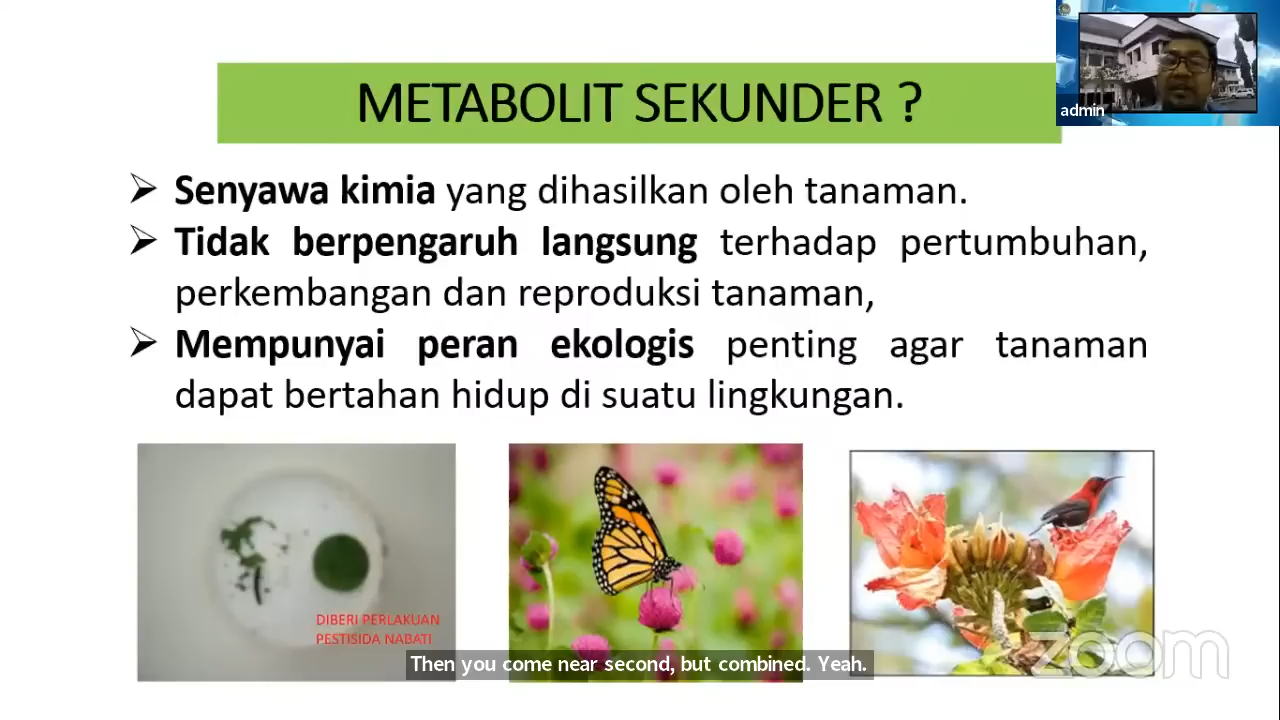 METABOLIT SEKUNDER ?
admin
➢ Senyawa kimia yang dihasilkan oleh tanaman.
➢ Tidak berpengaruh langsung terhadap pertumbuhan,
perkembangan dan reproduksi tanaman,
➢ Mempunyai peran ekologis penting agar tanaman
dapat bertahan hidup di suatu lingkungan.
DIBERI PERLAKUAN
PESTISIDA NABATI
Then you come near second, but combined. Yeah.
zoom